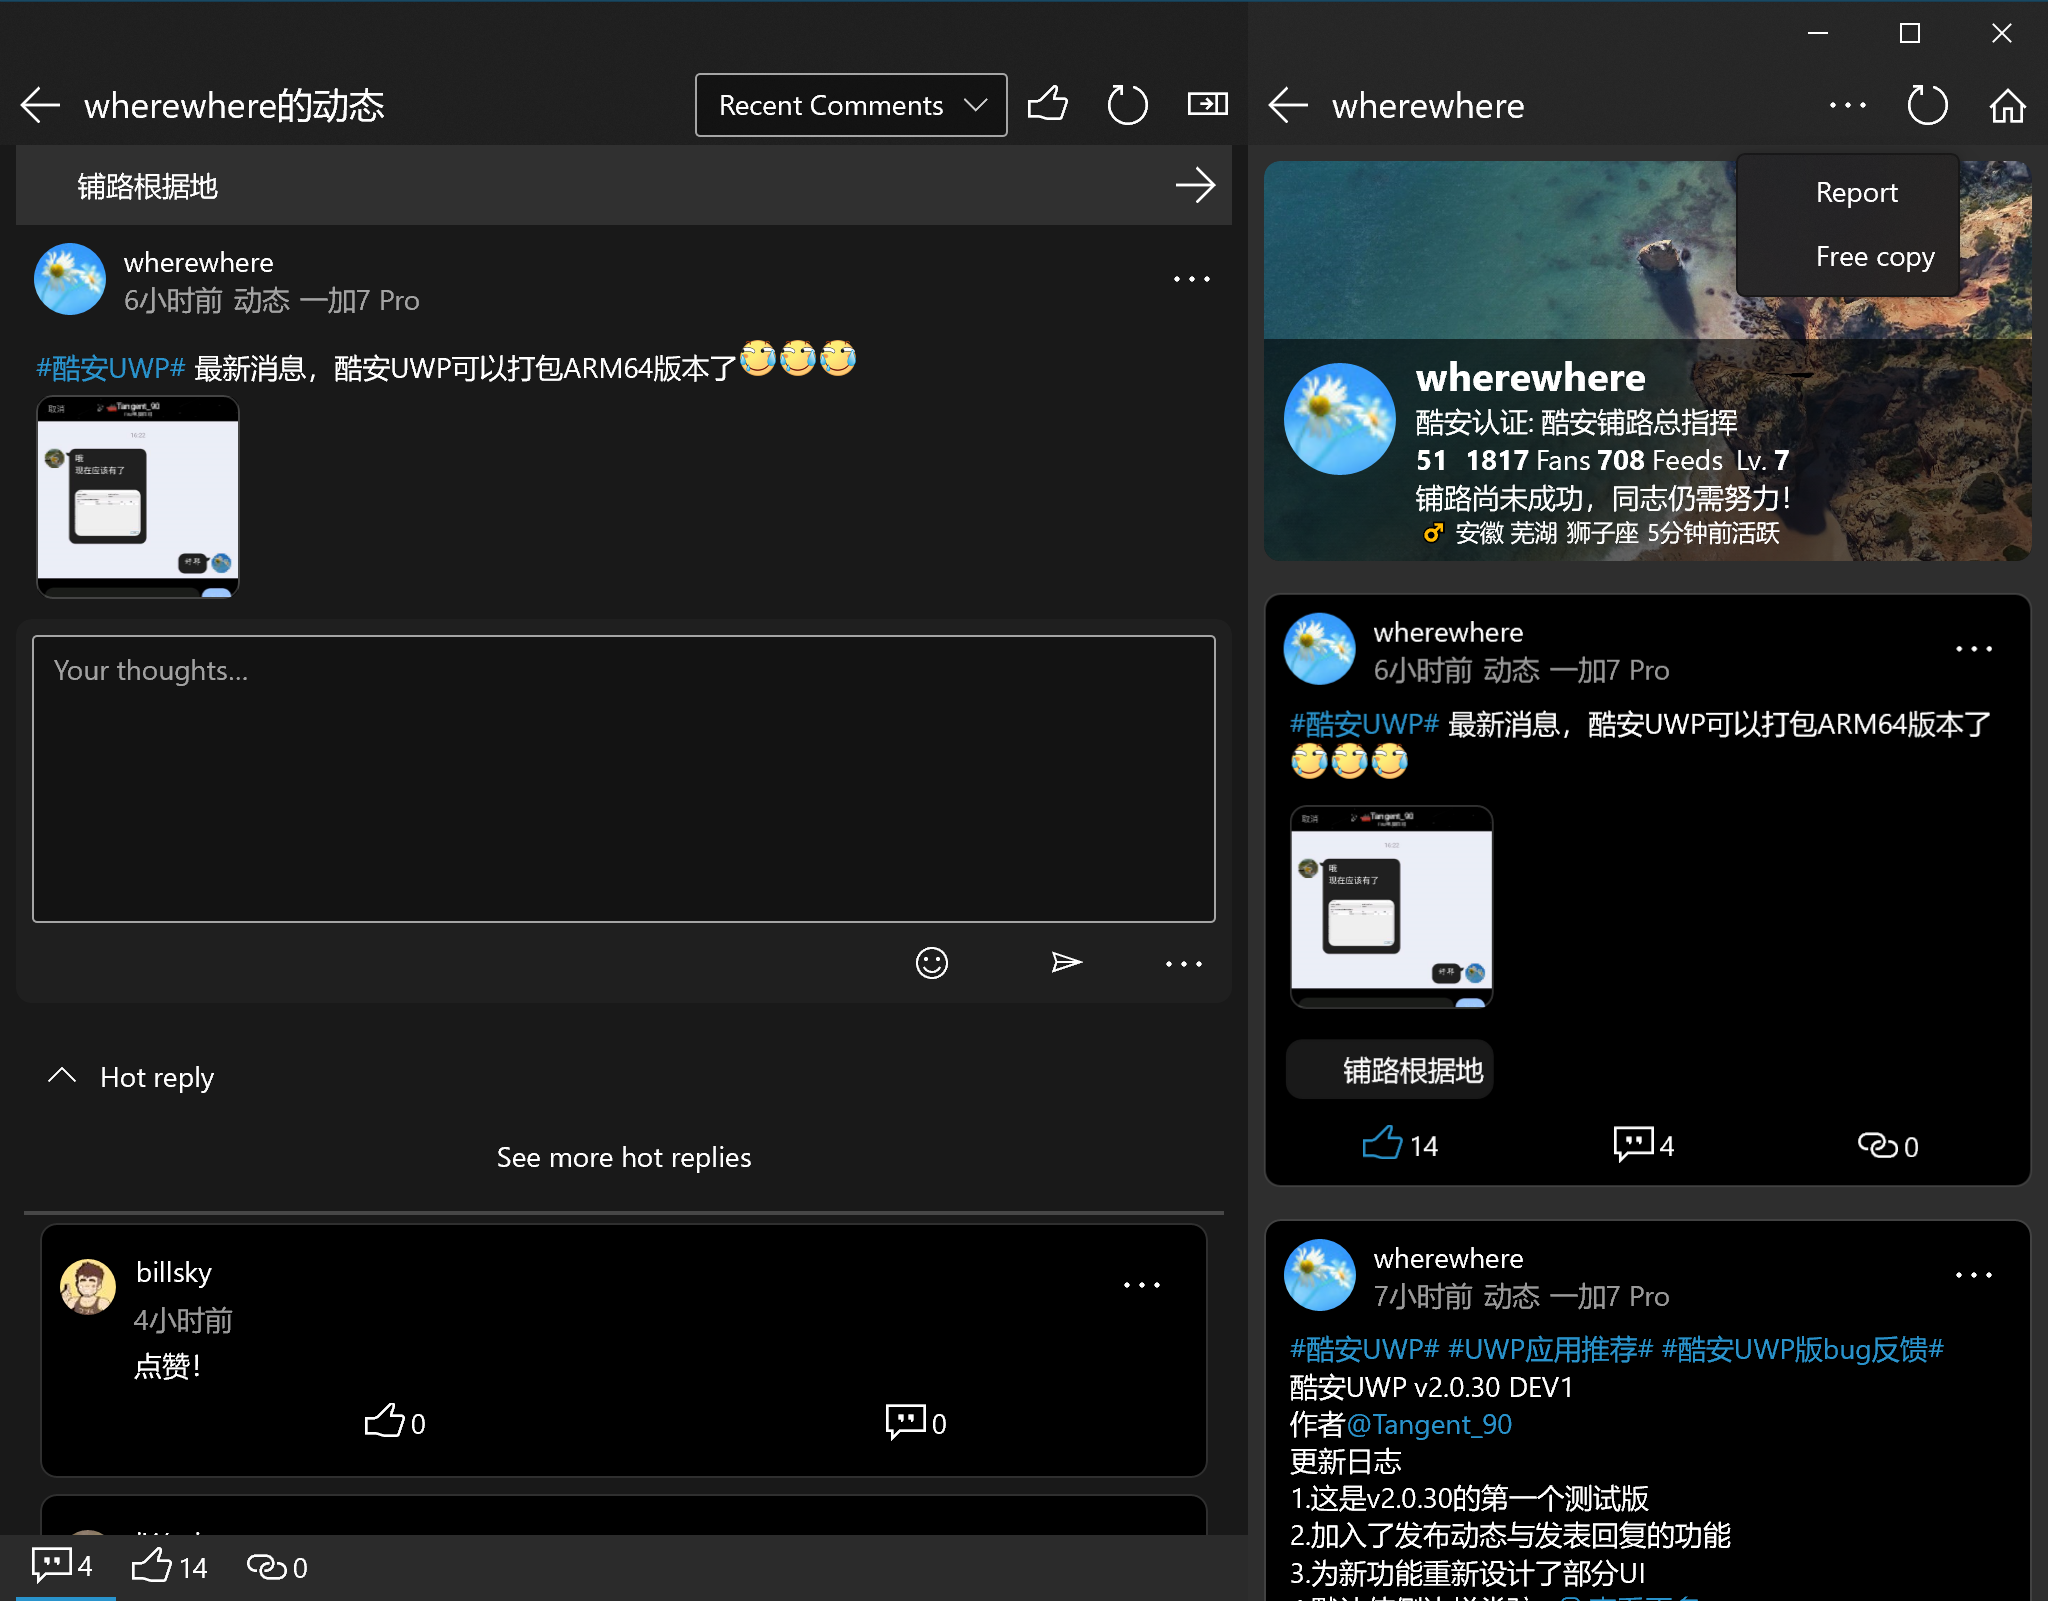 wherewhere的动态
Recent Comments
铺路根据地
wherewhere
6小时前 动态 一加7 Pro
#酷安UWP# 最新消息，酷安UWP可以打包ARM64版本了
取消
Tangent_90
16:22
哦
现在应该有了
好耶
Your thoughts...
Hot reply
See more hot replies
billsky
4小时前
点赞！
0
0
4
14
0
wherewhere
Report
Free copy
wherewhere
酷安认证: 酷安铺路总指挥
51 1817 Fans 708 Feeds Lv. 7
铺路尚未成功，同志仍需努力！
安徽 芜湖 狮子座 5分钟前活跃
wherewhere
6小时前 动态 一加7 Pro
#酷安UWP# 最新消息，酷安UWP可以打包ARM64版本了
取消
Tangent_90
16:22
哦
现在应该有了
好耶
铺路根据地
14
4
0
wherewhere
7小时前 动态 一加7 Pro
#酷安UWP# #UWP应用推荐# #酷安UWP版bug反馈#
酷安UWP v2.0.30 DEV1
作者@Tangent_90
更新日志
1.这是v2.0.30的第一个测试版
2.加入了发布动态与发表回复的功能
3.为新功能重新设计了部分UI